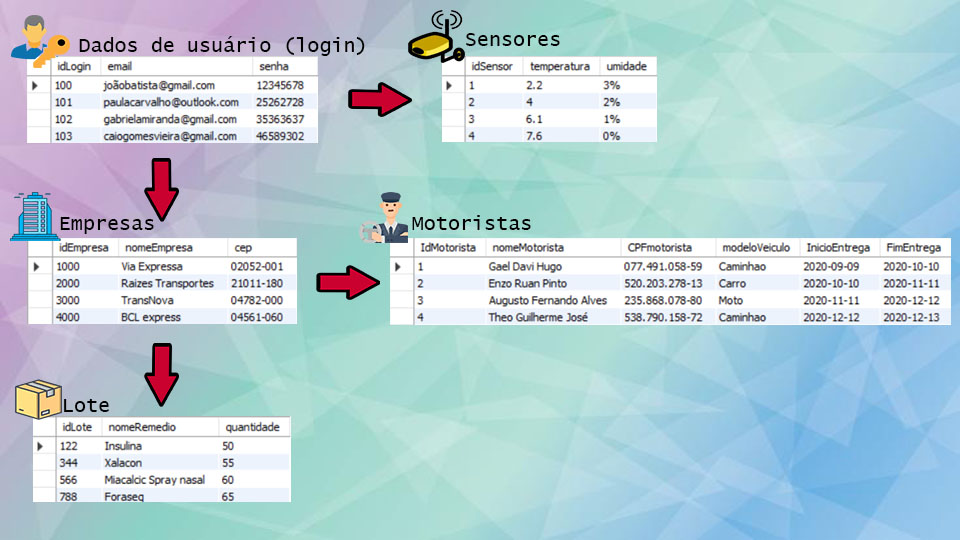 Dados de usuário (login)
idLogin email senha
100 joãobatista@gmail.com 12345678
101 paulacarvalho@outlook.com 25262728
102 gabrielamiranda@gmail.com 35363637
103 caiogomesvieira@gmail.com 46589302
Sensores
idSensor temperatura umidade
1 2.2 3%
2 4 2%
3 6.1 1%
4 7.6 0%
Empresas
idEmpresa nomeEmpresa cep
1000 Via Expressa 02052-001
2000 Raizes Transportes 21011-180
3000 TransNova 04782-000
4000 BCL express 04561-060
Motoristas
IdMotorista nomeMotorista CPFmotorista modeloVeiculo InicioEntrega FimEntrega
1 Gael Davi Hugo 077.491.058-59 Caminhao 2020-09-09 2020-10-10
2 Enzo Ruan Pinto 520.203.278-13 Carro 2020-10-10 2020-11-11
3 Augusto Fernando Alves 235.868.078-80 Moto 2020-11-11 2020-12-12
4 Theo Guilherme José 538.790.158-72 Caminhao 2020-12-12 2020-12-13
Lote
idLote nomeRemedio quantidade
122 Insulina 50
344 Xalacon 55
566 Miacalcic Spray nasal 60
788 Foraseq 65